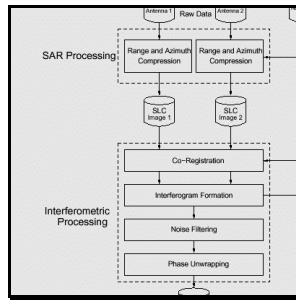 Raw Data
Antenna 1
Antenna 2
SAR Processing
Range and Azimuth
Compression
Range and Azimuth
Compression
SLC
Image 1
SLC
Image 2
Co-Registration
Interferogram Formation
Interferometric
Processing
Noise Filtering
Phase Unwrapping